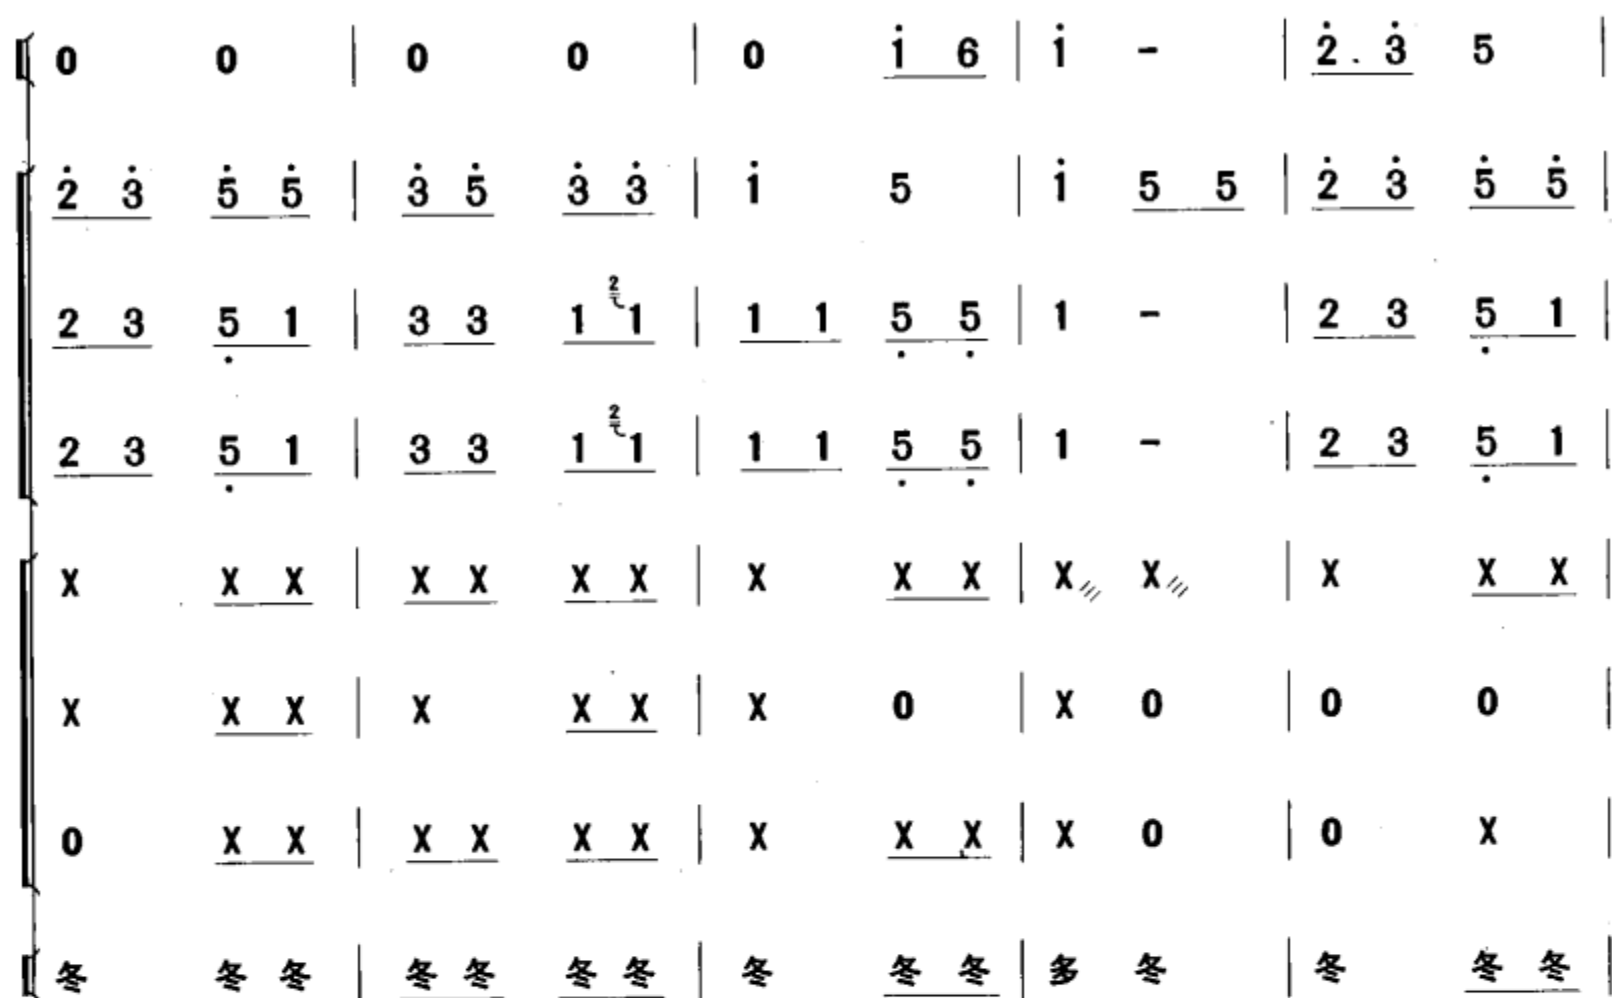 0 0 | 0 0 | 0 i̇ 6 | i̇ - | 2̇ . 3̇ 5 |
2̇ 3̇ 5̇ 5̇ | 3̇ 5̇ 3̇ 3̇ | i̇ 5 | i̇ 5 5 | 2̇ 3̇ 5̇ 5̇ |
2 3 5̣ 1 | 3 3 1 2 1 | 1 1 5̣ 5̣ | 1 - | 2 3 5̣ 1 |
2 3 5̣ 1 | 3 3 1 2 1 | 1 1 5̣ 5̣ | 1 - | 2 3 5̣ 1 |
X X X | X X X X | X X X | X/// X/// | X X X |
X X X | X X X | X 0 | X 0 | 0 0 |
0 X X | X X X X | X X X | X 0 | 0 X |
冬 冬 冬 | 冬 冬 冬 冬 | 冬 冬 冬 | 多 冬 | 冬 冬 冬 |